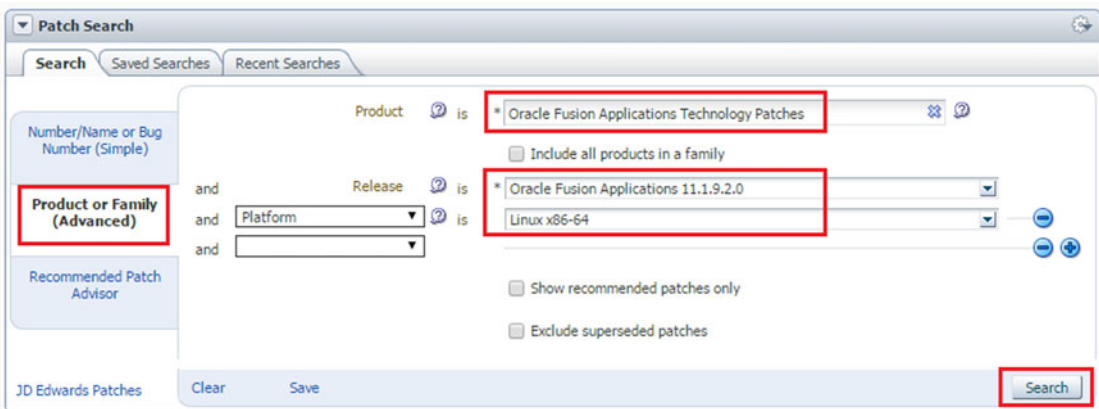 Patch Search
Search Saved Searches Recent Searches
Number/Name or Bug
Number (Simple)
Product or Family
(Advanced)
Recommended Patch
Advisor
JD Edwards Patches
Product is * Oracle Fusion Applications Technology Patches
Include all products in a family
and Release is * Oracle Fusion Applications 11.1.9.2.0
and Platform is Linux x86-64
and
Show recommended patches only
Exclude superseded patches
Clear Save Search